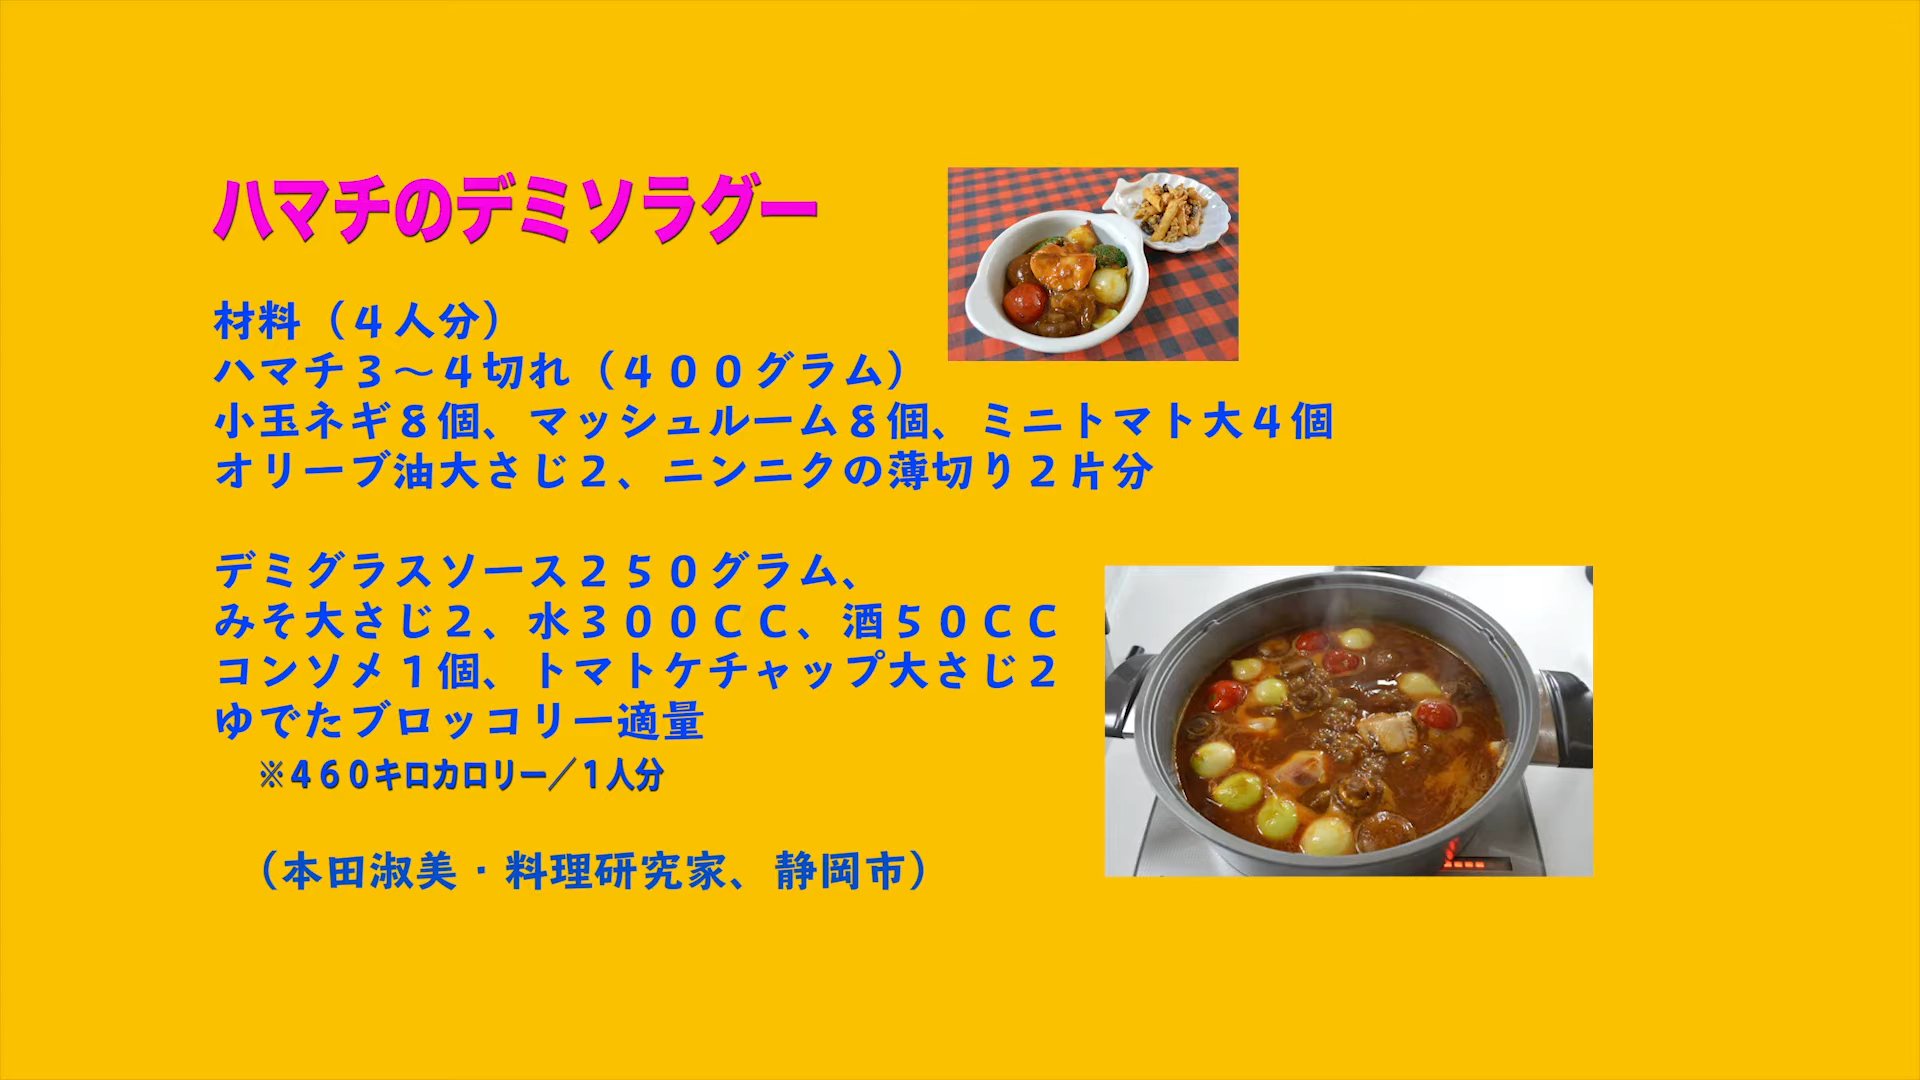 ハマチのデミソラグー
材料（４人分）
ハマチ３～４切れ（４００グラム）
小玉ネギ８個、マッシュルーム８個、ミニトマト大４個
オリーブ油大さじ２、ニンニクの薄切り２片分
デミグラスソース２５０グラム、
みそ大さじ２、水３００ＣＣ、酒５０ＣＣ
コンソメ１個、トマトケチャップ大さじ２
ゆでたブロッコリー適量
※４６０キロカロリー／１人分
（本田淑美・料理研究家、静岡市）